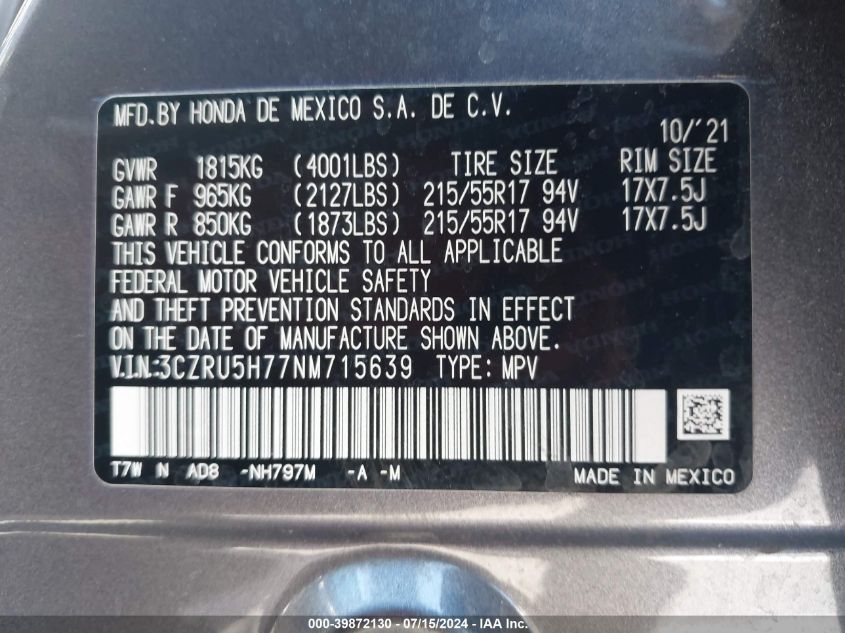 MFD.BY HONDA DE MEXICO S.A. DE C.V.
10/'21
GVWR 1815KG (4001LBS) TIRE SIZE RIM SIZE
GAWR F 965KG (2127LBS) 215/55R17 94V 17X7.5J
GAWR R 850KG (1873LBS) 215/55R17 94V 17X7.5J
THIS VEHICLE CONFORMS TO ALL APPLICABLE
FEDERAL MOTOR VEHICLE SAFETY
AND THEFT PREVENTION STANDARDS IN EFFECT
ON THE DATE OF MANUFACTURE SHOWN ABOVE.
V.I.N.:3CZRU5H77NM715639 TYPE: MPV
T7W N AD8 -NH797M -A -M
MADE IN MEXICO
000-39872130 - 07/15/2024 - IAAI Inc.